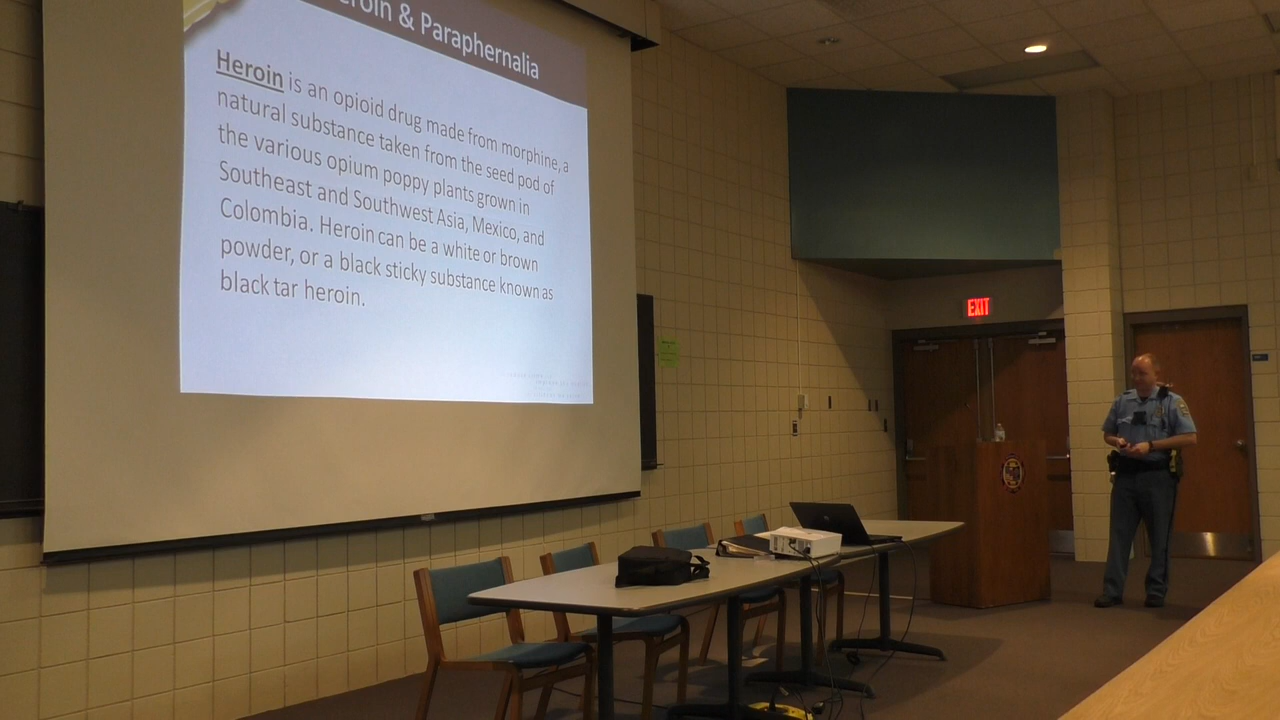 & Paraphernalia
Heroin is an opioid drug made from morphine, a
natural substance taken from the seed pod of
the various opium poppy plants grown in
Southeast and Southwest Asia, Mexico, and
Colombia. Heroin can be a white or brown
powder, or a black sticky substance known as
black tar heroin.
EXIT